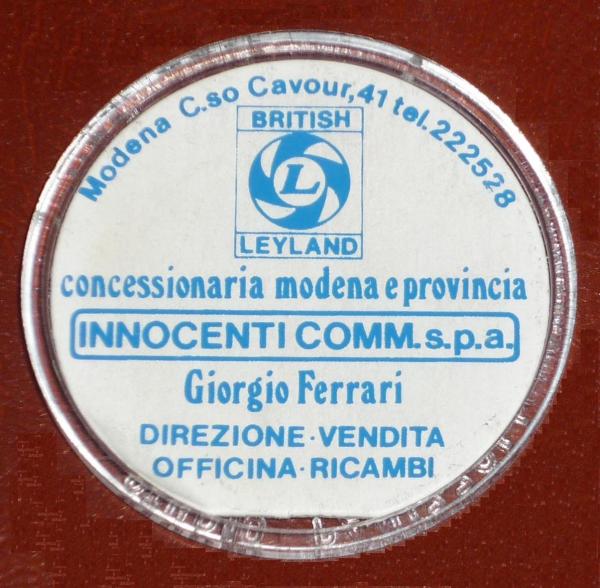 Modena C.so Cavour,41 tel.222528
BRITISH
L
LEYLAND
concessionaria modena e provincia
INNOCENTI COMM.s.p.a.
Giorgio Ferrari
DIREZIONE·VENDITA
OFFICINA·RICAMBI